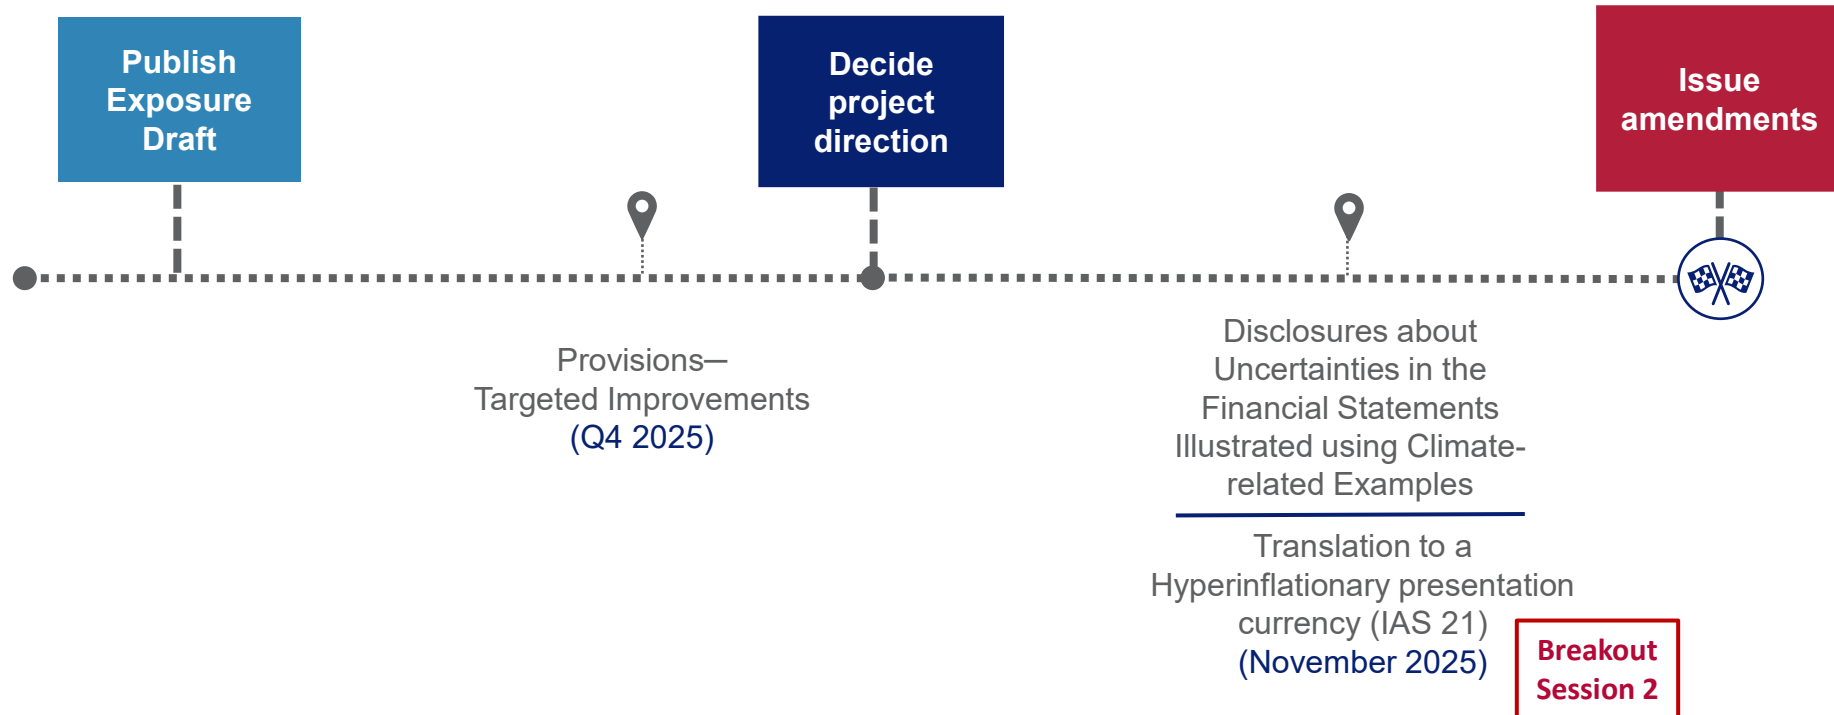 Publish
Exposure
Draft
Decide
project
direction
Issue
amendments
Provisions—
Targeted Improvements
(Q4 2025)
Disclosures about
Uncertainties in the
Financial Statements
Illustrated using Climate-
related Examples
Translation to a
Hyperinflationary presentation
currency (IAS 21)
(November 2025)
Breakout
Session 2